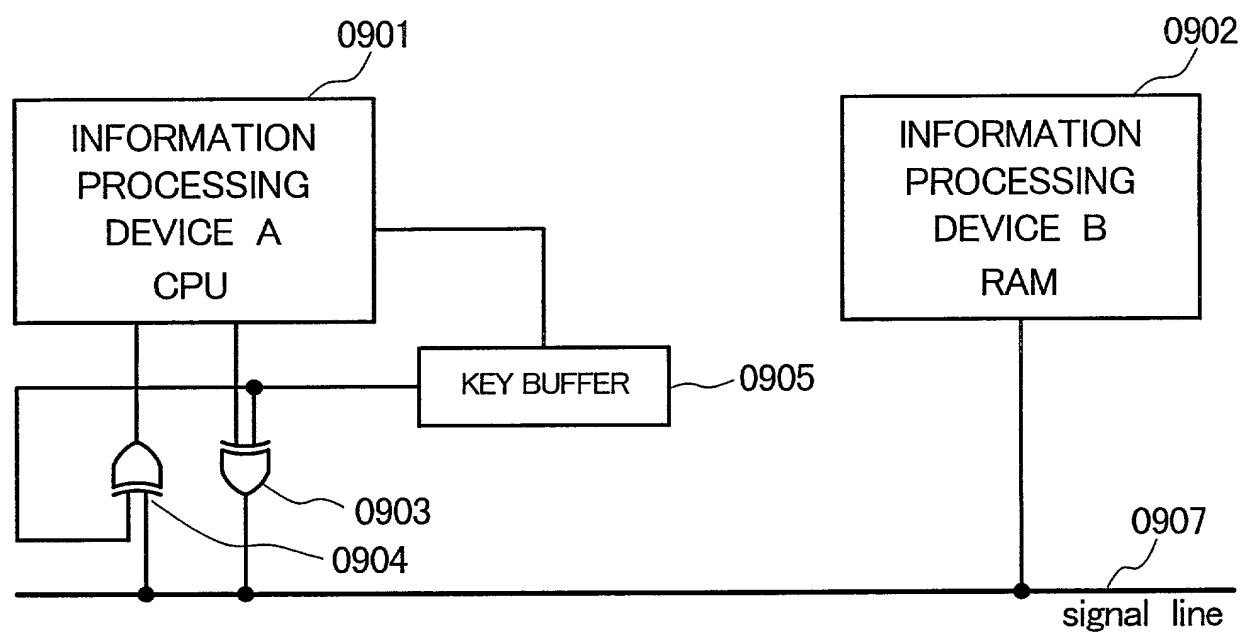 0901
0902
INFORMATION
PROCESSING
DEVICE A
CPU
INFORMATION
PROCESSING
DEVICE B
RAM
KEY BUFFER
0905
0903
0904
0907
signal line